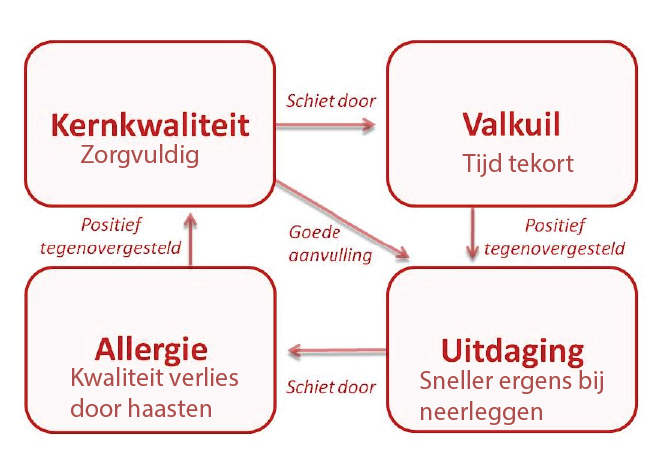 Kernkwaliteit
Zorgvuldig
Schiet door
Valkuil
Tijd tekort
Positief
tegenovergesteld
Goede
aanvulling
Positief
tegenovergesteld
Allergie
Kwaliteit verlies
door haasten
Schiet door
Uitdaging
Sneller ergens bij
neerleggen